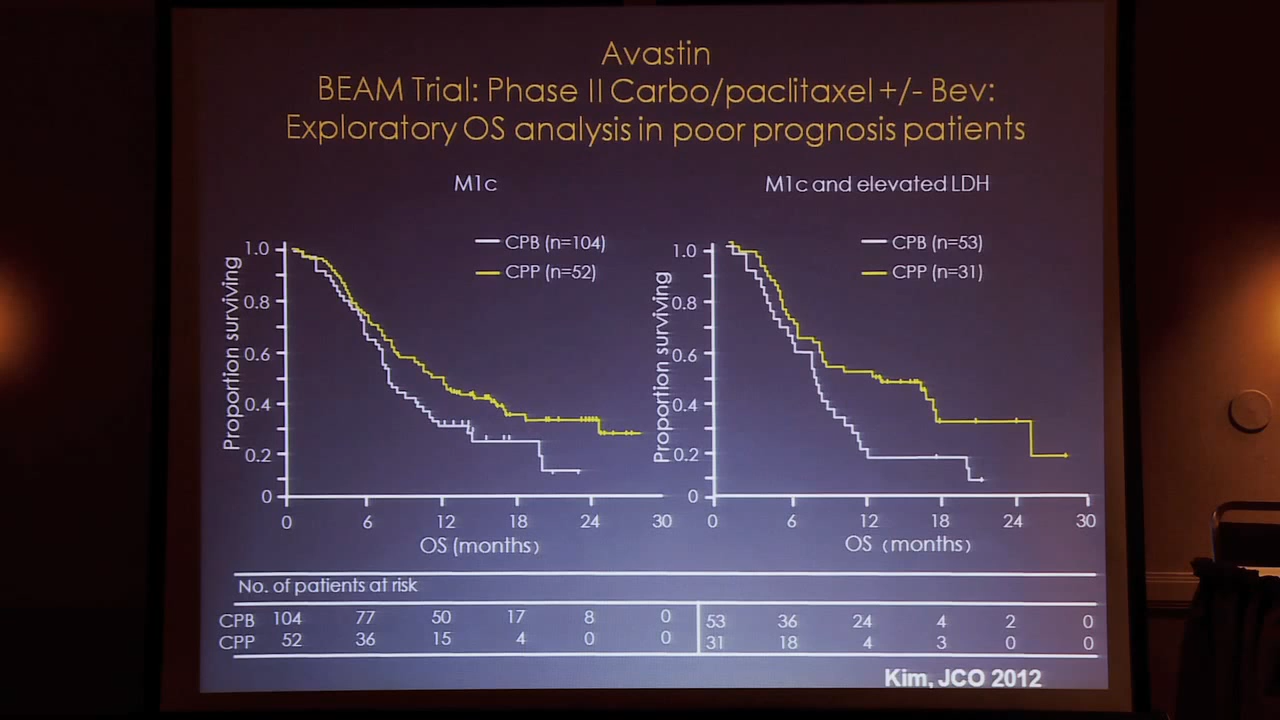 Avastin
BEAM Trial: Phase II Carbo/paclitaxel +/- Bev:
Exploratory OS analysis in poor prognosis patients
M1c
CPB (n=104)
CPP (n=52)
Proportion surviving
1.0
0.8
0.6
0.4
0.2
0
0 6 12 18 24 30
OS (months)
M1c and elevated LDH
CPB (n=53)
CPP (n=31)
Proportion surviving
1.0
0.8
0.6
0.4
0.2
0
0 6 12 18 24 30
OS (months)
No. of patients at risk
CPB 104 77 50 17 8 0 53 36 24 4 2 0
CPP 52 36 15 4 0 0 31 18 4 3 0 0
Kim, JCO 2012